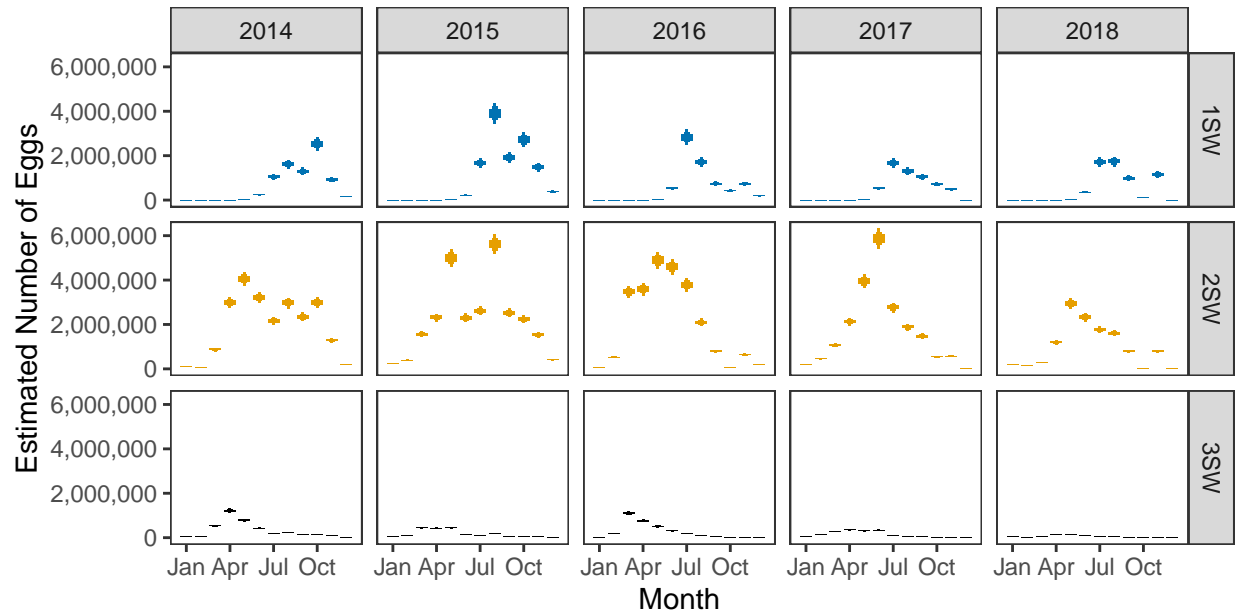 2014 2015 2016 2017 2018
6,000,000
4,000,000
2,000,000
0
1SW
6,000,000
4,000,000
2,000,000
0
2SW
6,000,000
4,000,000
2,000,000
0
3SW
Estimated Number of Eggs
Jan Apr Jul Oct Jan Apr Jul Oct Jan Apr Jul Oct Jan Apr Jul Oct Jan Apr Jul Oct
Month